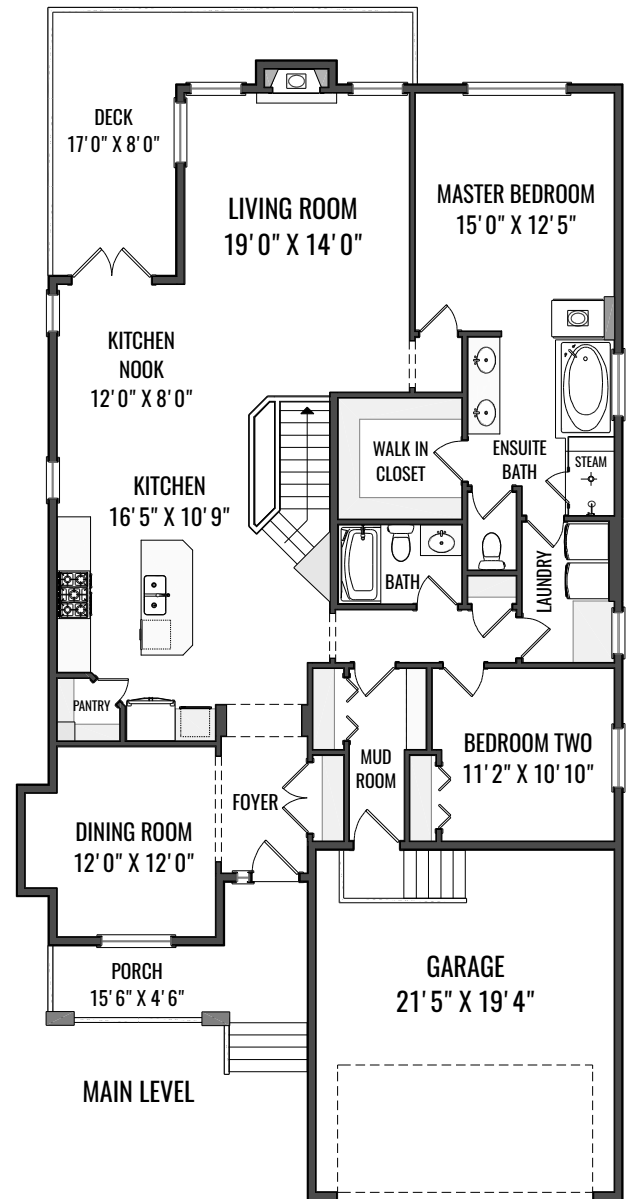 DECK
17'0" X 8'0"
LIVING ROOM
19'0" X 14'0"
MASTER BEDROOM
15'0" X 12'5"
KITCHEN
NOOK
12'0" X 8'0"
WALK IN
CLOSET
ENSUITE
BATH
STEAM
KITCHEN
16'5" X 10'9"
BATH
LAUNDRY
PANTRY
MUD
ROOM
BEDROOM TWO
11'2" X 10'10"
FOYER
DINING ROOM
12'0" X 12'0"
PORCH
15'6" X 4'6"
GARAGE
21'5" X 19'4"
MAIN LEVEL